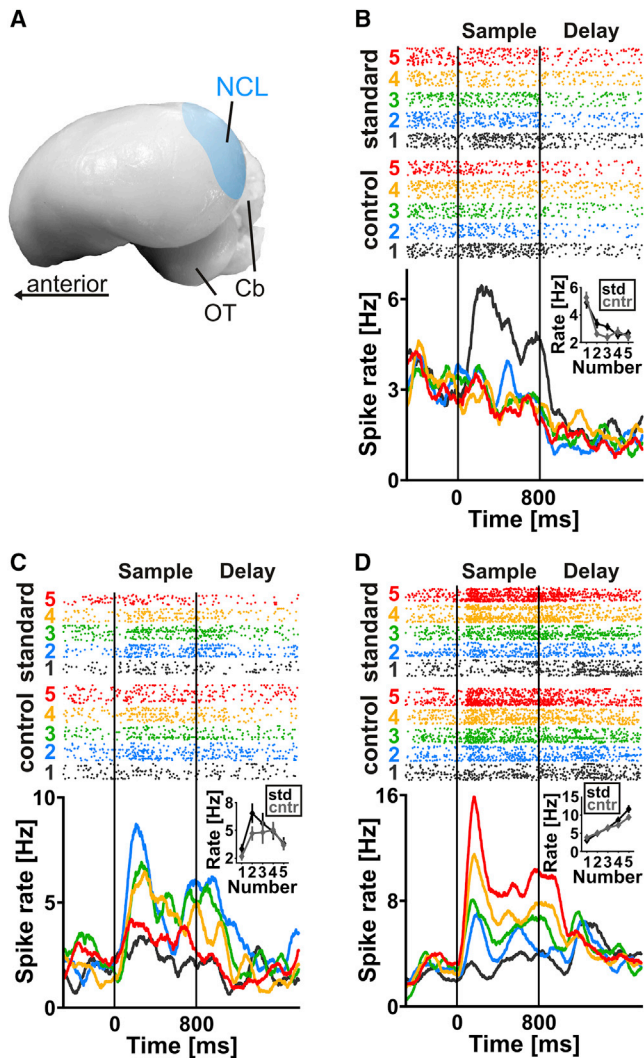 A
NCL
anterior
Cb
OT
B
Sample Delay
standard
5
4
3
2
1
control
5
4
3
2
1
Spike rate [Hz]
6
3
0
0 800
Time [ms]
std
cntr
Rate [Hz]
6
4
2
1 2 3 4 5
Number
C
Sample Delay
standard
5
4
3
2
1
control
5
4
3
2
1
Spike rate [Hz]
10
5
0
0 800
Time [ms]
std
cntr
Rate [Hz]
8
5
2
1 2 3 4 5
Number
D
Sample Delay
standard
5
4
3
2
1
control
5
4
3
2
1
Spike rate [Hz]
16
8
0
0 800
Time [ms]
std
cntr
Rate [Hz]
15
10
5
0
1 2 3 4 5
Number